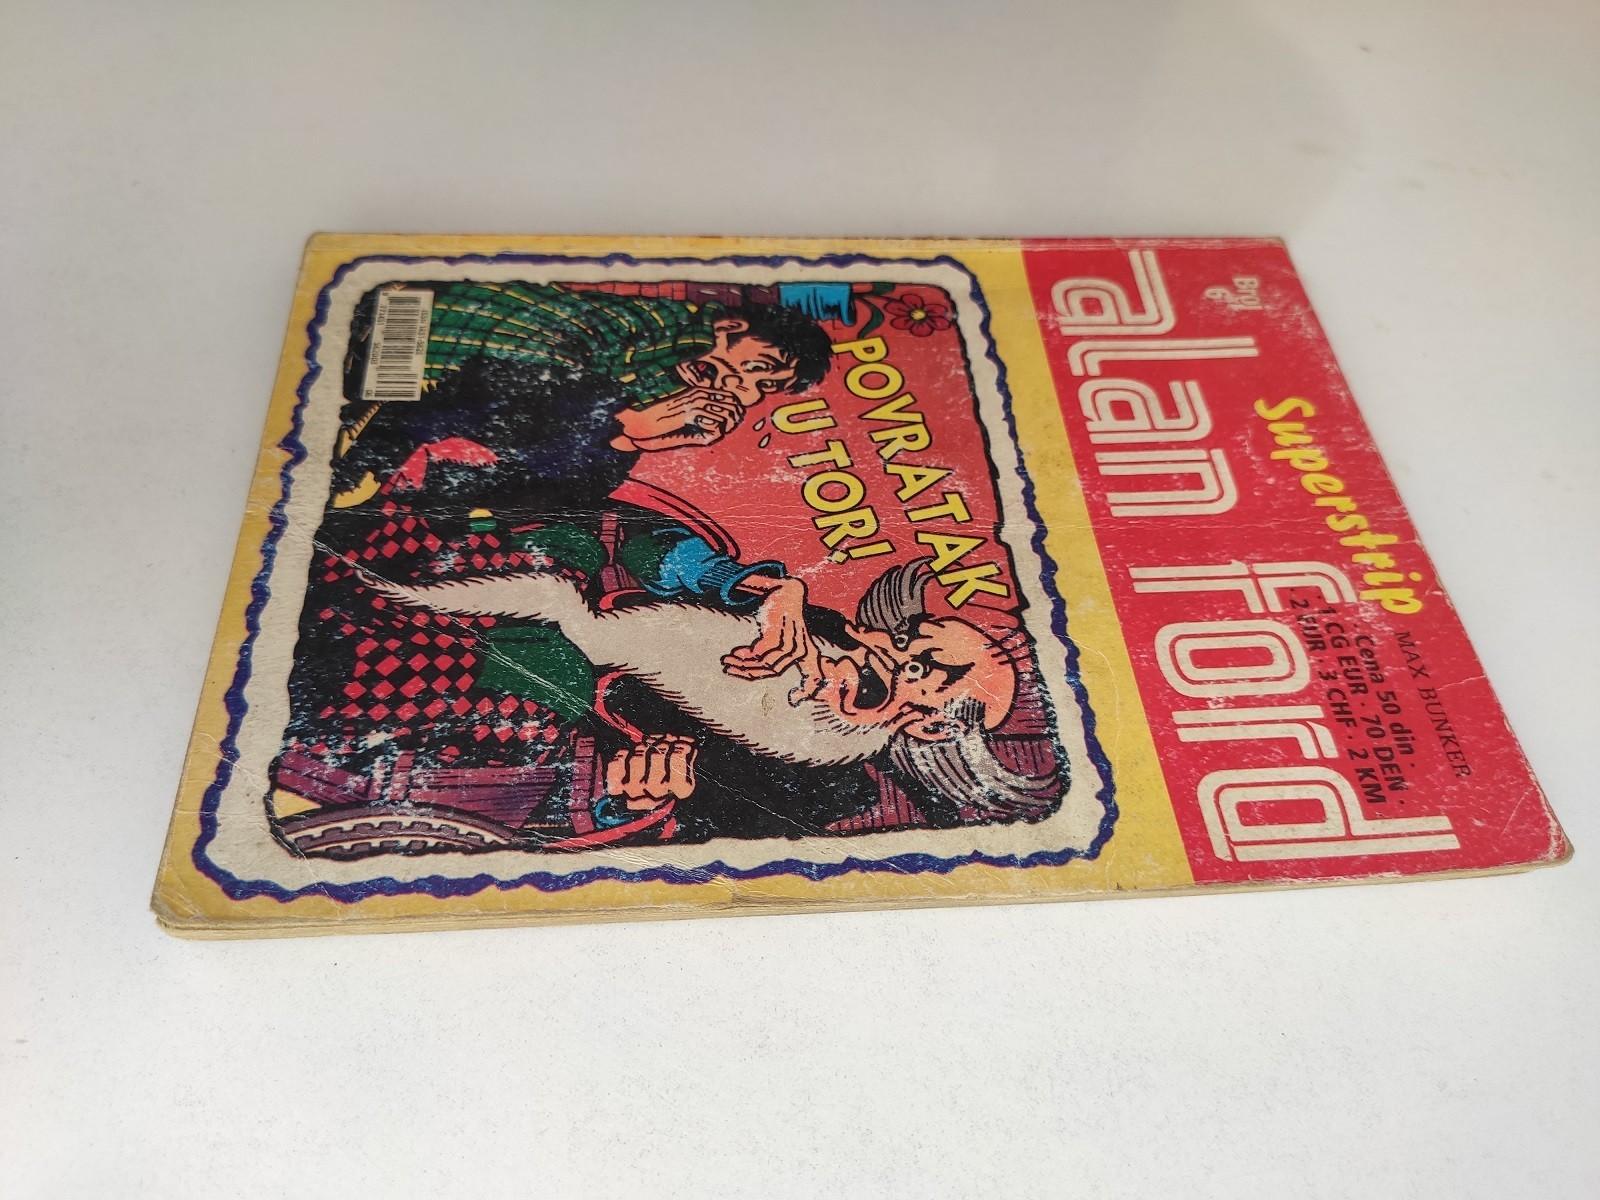 Broj
6
Superstrip
MAX BUNKER
alan ford
Cena 50 din ·
1 CG EUR · 70 DEN ·
2 EUR · 3 CHF · 2 KM
POVRATAK
U TOR!